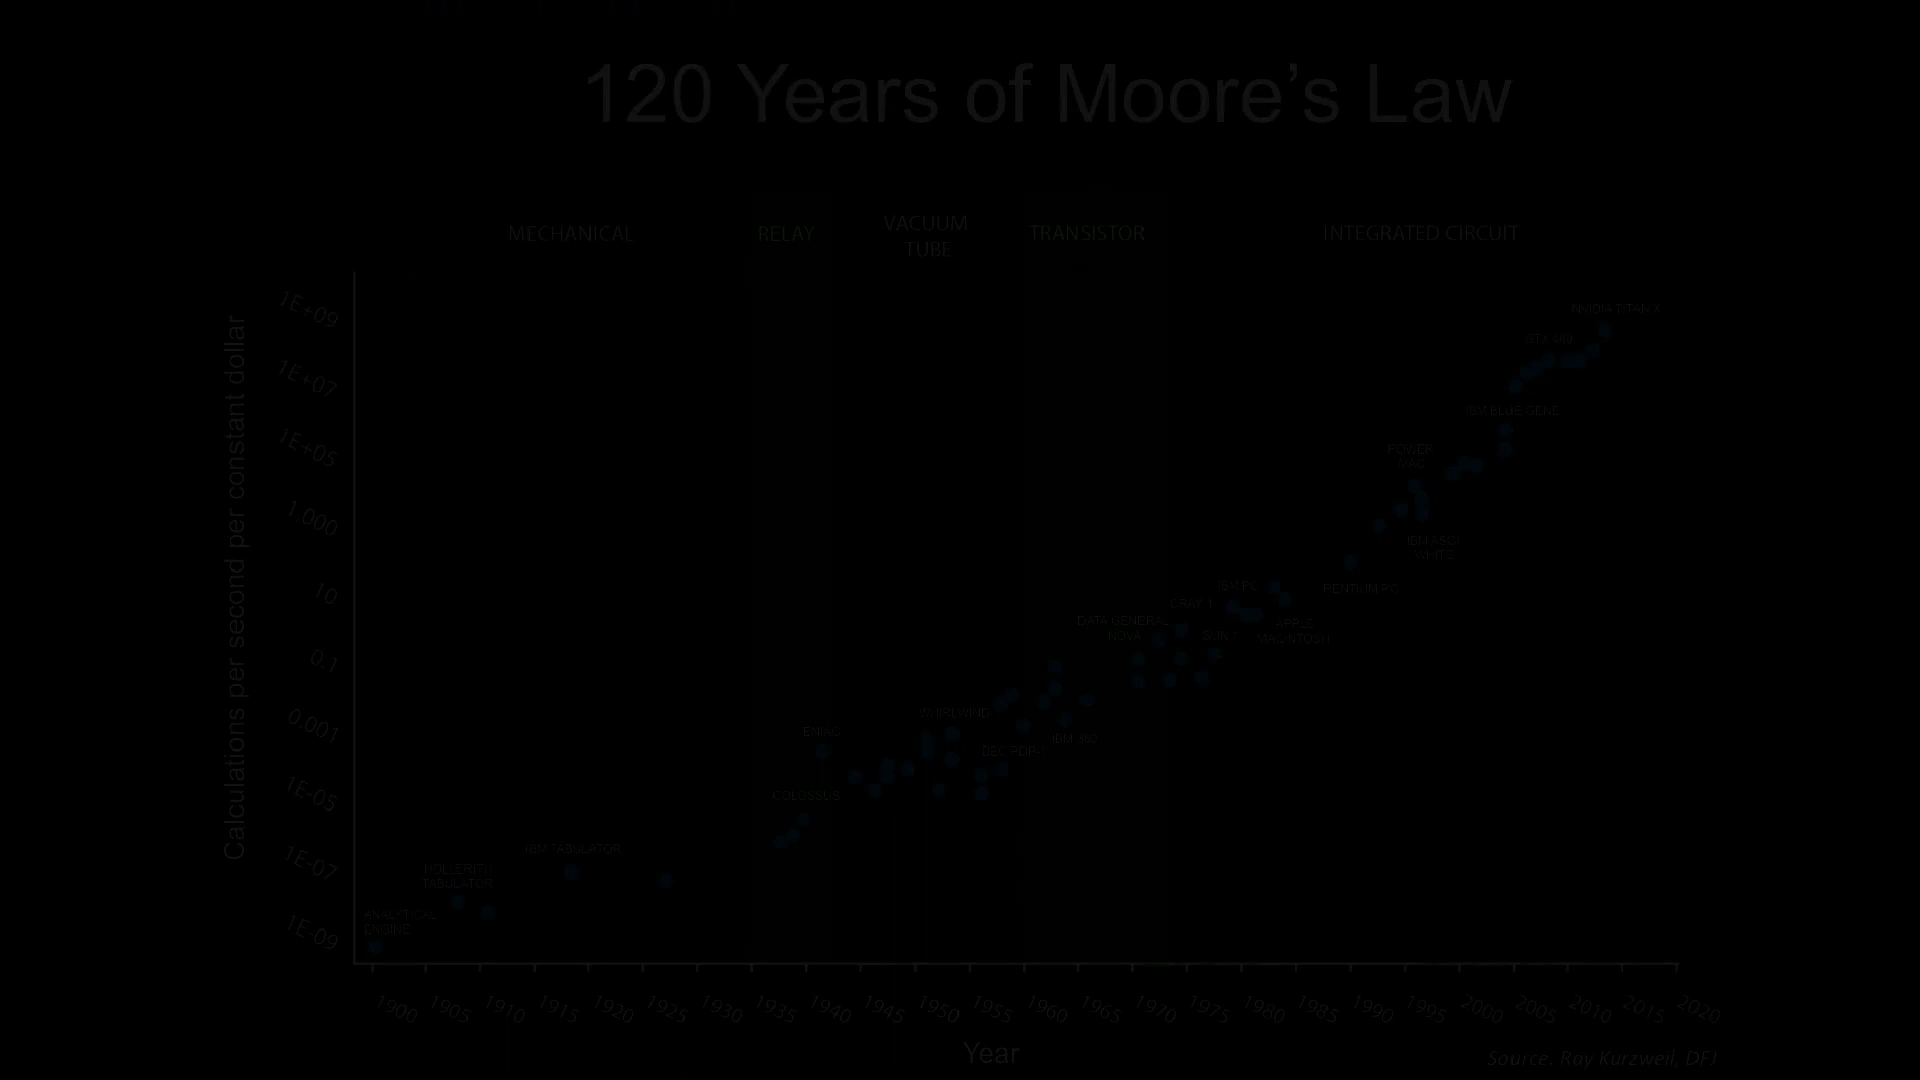 120 Years of Moore’s Law
MECHANICAL
RELAY
VACUUM
TUBE
TRANSISTOR
INTEGRATED CIRCUIT
Calculations per second per constant dollar
1E+09
1E+07
1E+05
1,000
10
0.1
0.001
1E-05
1E-07
1E-09
NVIDIA TITAN X
IBM BLUE GENE
POWER
MAC
IBM ASCI
WHITE
PENTIUM PC
IBM PC
CRAY 1
DATA GENERAL
NOVA
SUN 1
APPLE
MACINTOSH
WHIRLWIND
ENIAC
DEC PDP-1
IBM 360
COLOSSUS
IBM TABULATOR
HOLLERITH
TABULATOR
ANALYTICAL
ENGINE
1900 1905 1910 1915 1920 1925 1930 1935 1940 1945 1950 1955 1960 1965 1970 1975 1980 1985 1990 1995 2000 2005 2010 2015 2020
Year
Source: Ray Kurzweil, DFJ